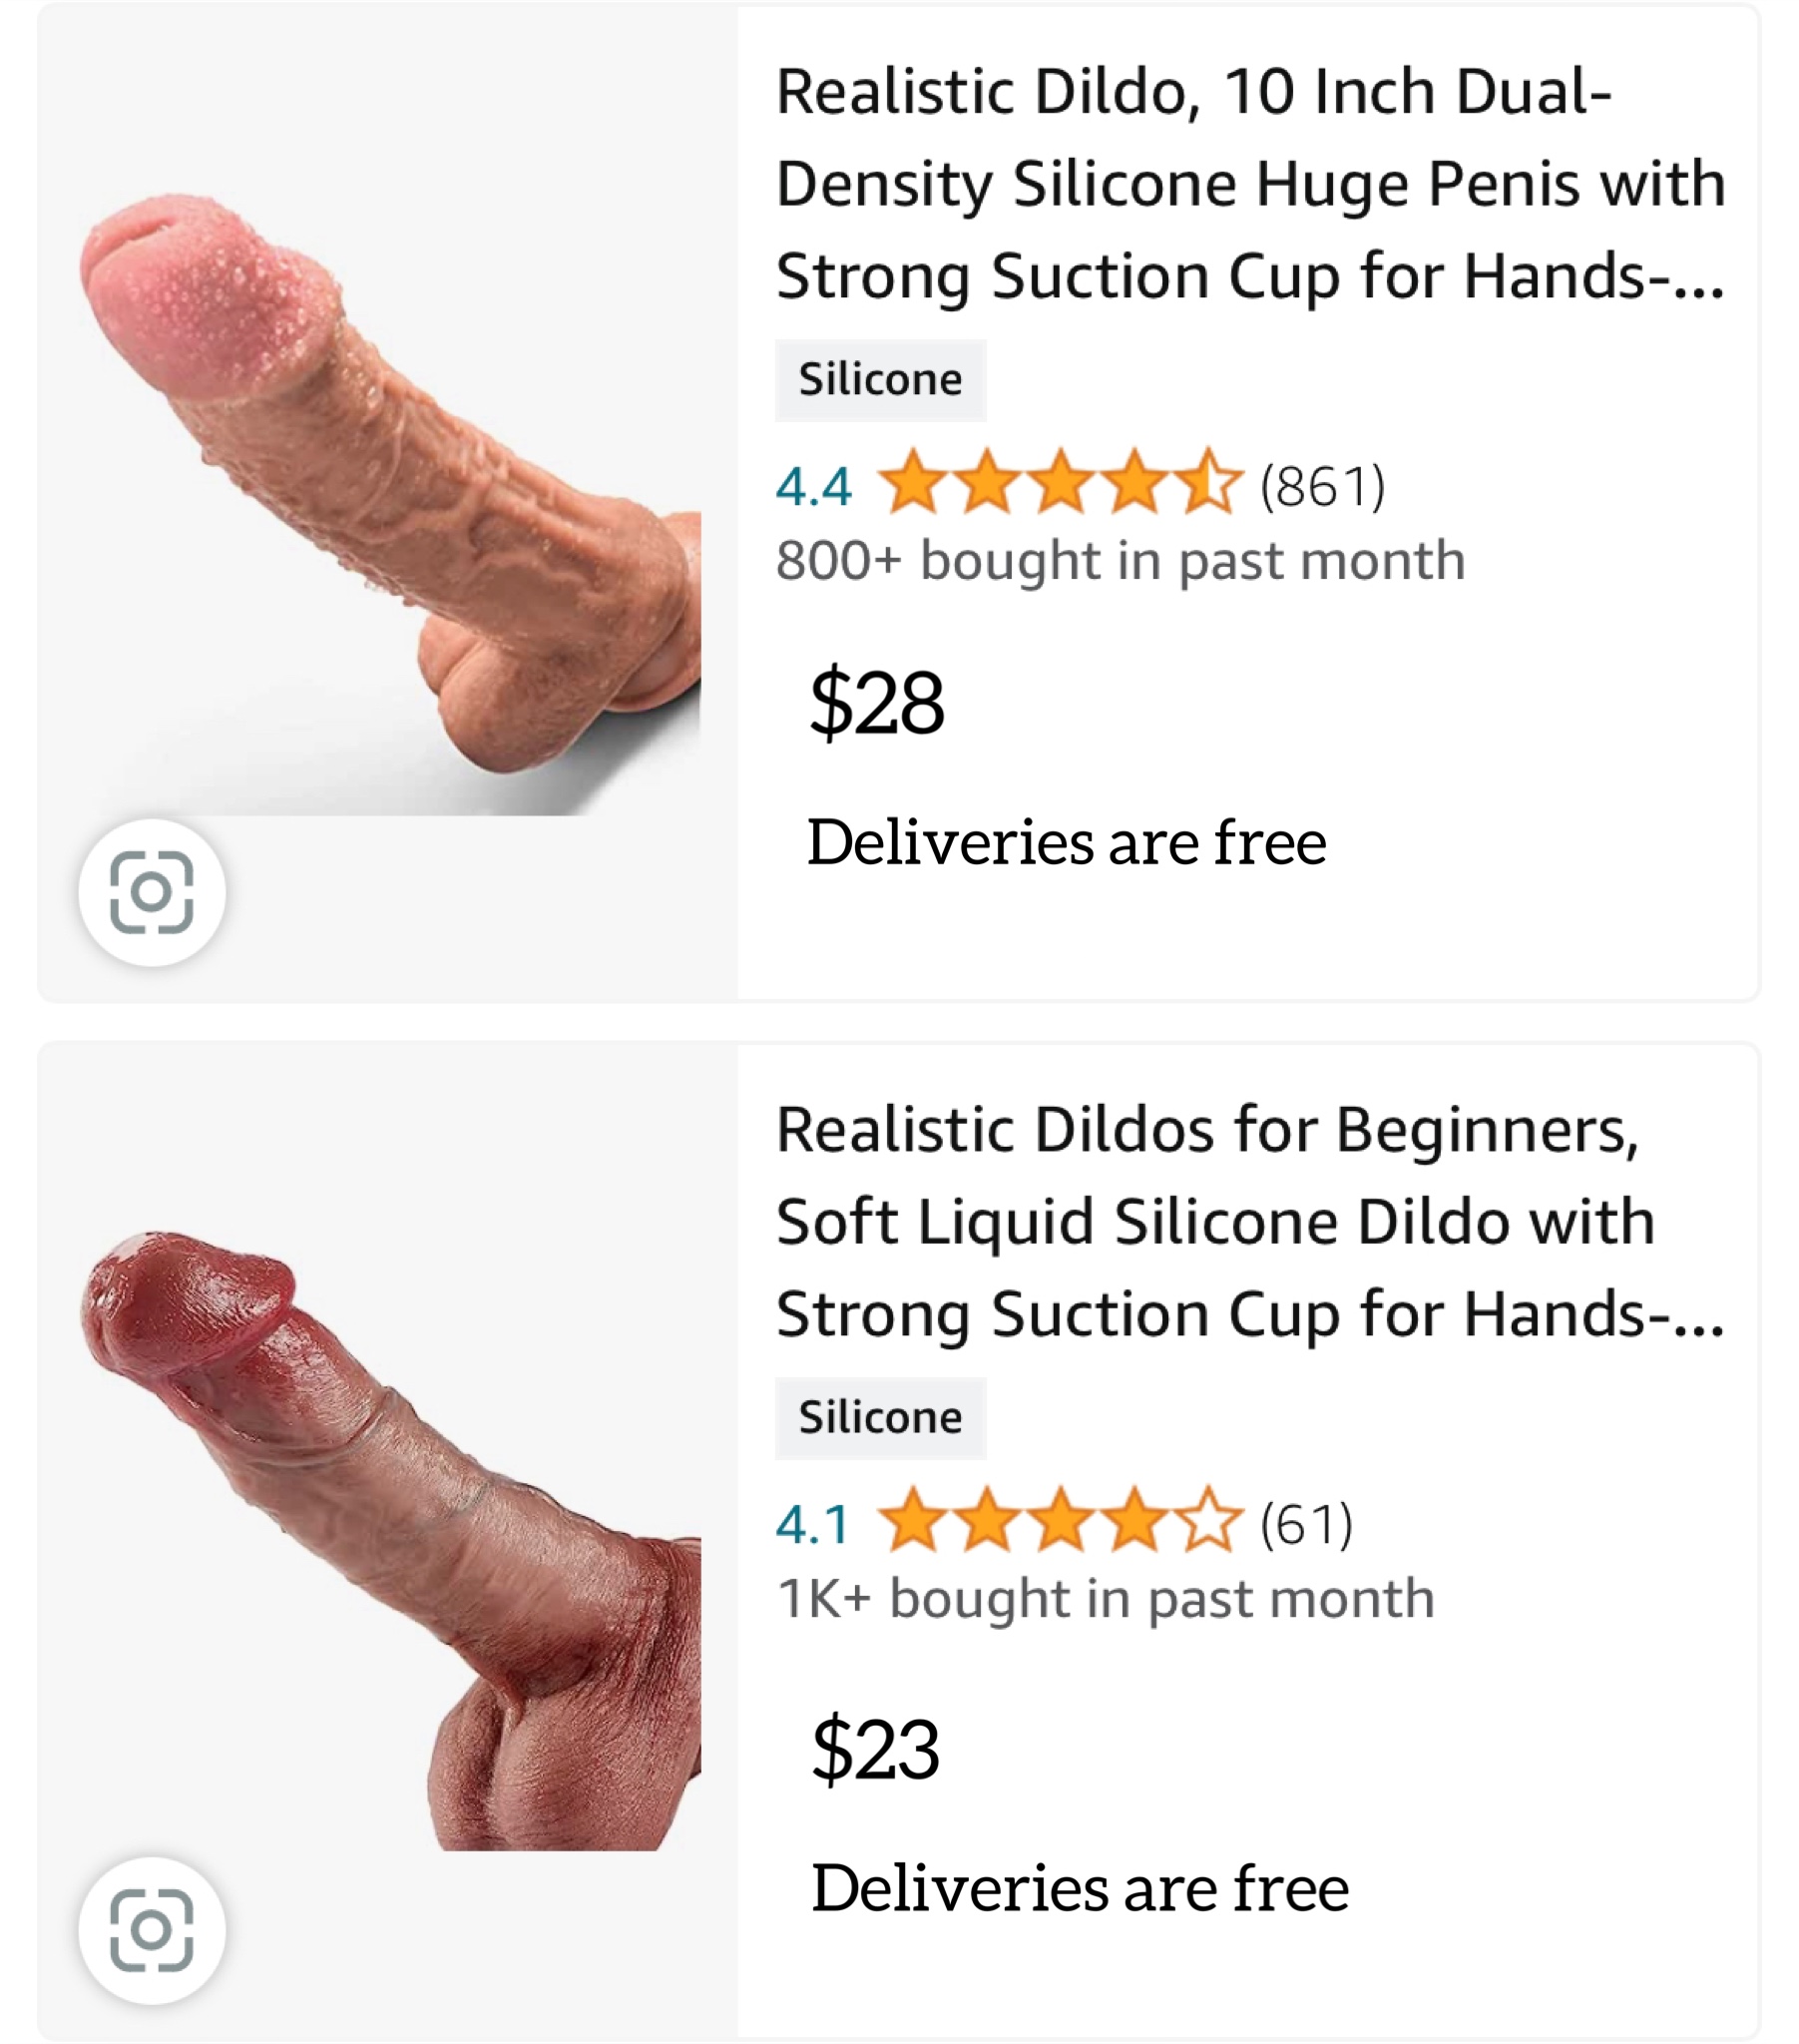 Realistic Dildo, 10 Inch Dual-
Density Silicone Huge Penis with
Strong Suction Cup for Hands-...
Silicone
4.4 (861)
800+ bought in past month
$28
Deliveries are free
Realistic Dildos for Beginners,
Soft Liquid Silicone Dildo with
Strong Suction Cup for Hands-...
Silicone
4.1 (61)
1K+ bought in past month
$23
Deliveries are free